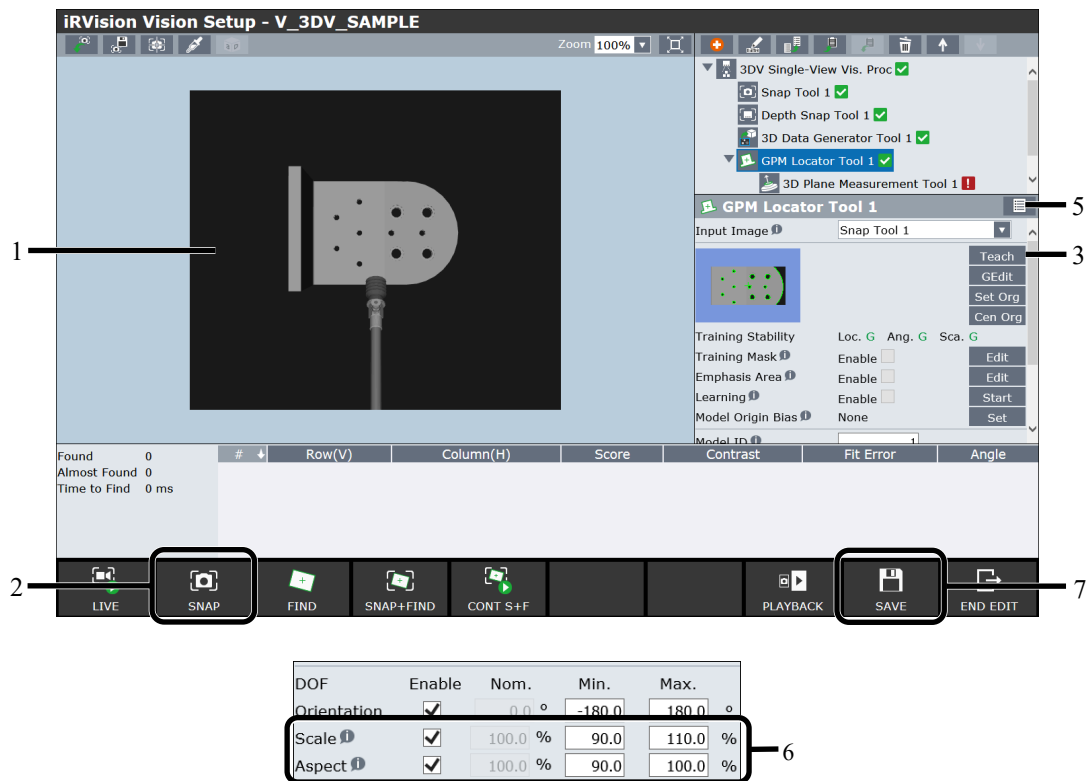 iRVision Vision Setup - V_3DV_SAMPLE
Zoom 100%
3DV Single-View Vis. Proc
Snap Tool 1
Depth Snap Tool 1
3D Data Generator Tool 1
GPM Locator Tool 1
3D Plane Measurement Tool 1
GPM Locator Tool 1
5
Input Image Snap Tool 1
1
Teach
3
GEdit
Set Org
Cen Org
Training Stability Loc. G Ang. G Sca. G
Training Mask Enable Edit
Emphasis Area Enable Edit
Learning Enable Start
Model Origin Bias None Set
Model ID 1
Found 0
Almost Found 0
Time to Find 0 ms
# Row(V) Column(H) Score Contrast Fit Error Angle
2
LIVE SNAP FIND SNAP+FIND CONT S+F PLAYBACK SAVE END EDIT
7
DOF Enable Nom. Min. Max.
Orientation 0.0 ° -180.0 180.0 °
Scale 100.0 % 90.0 110.0 %
6
Aspect 100.0 % 90.0 100.0 %